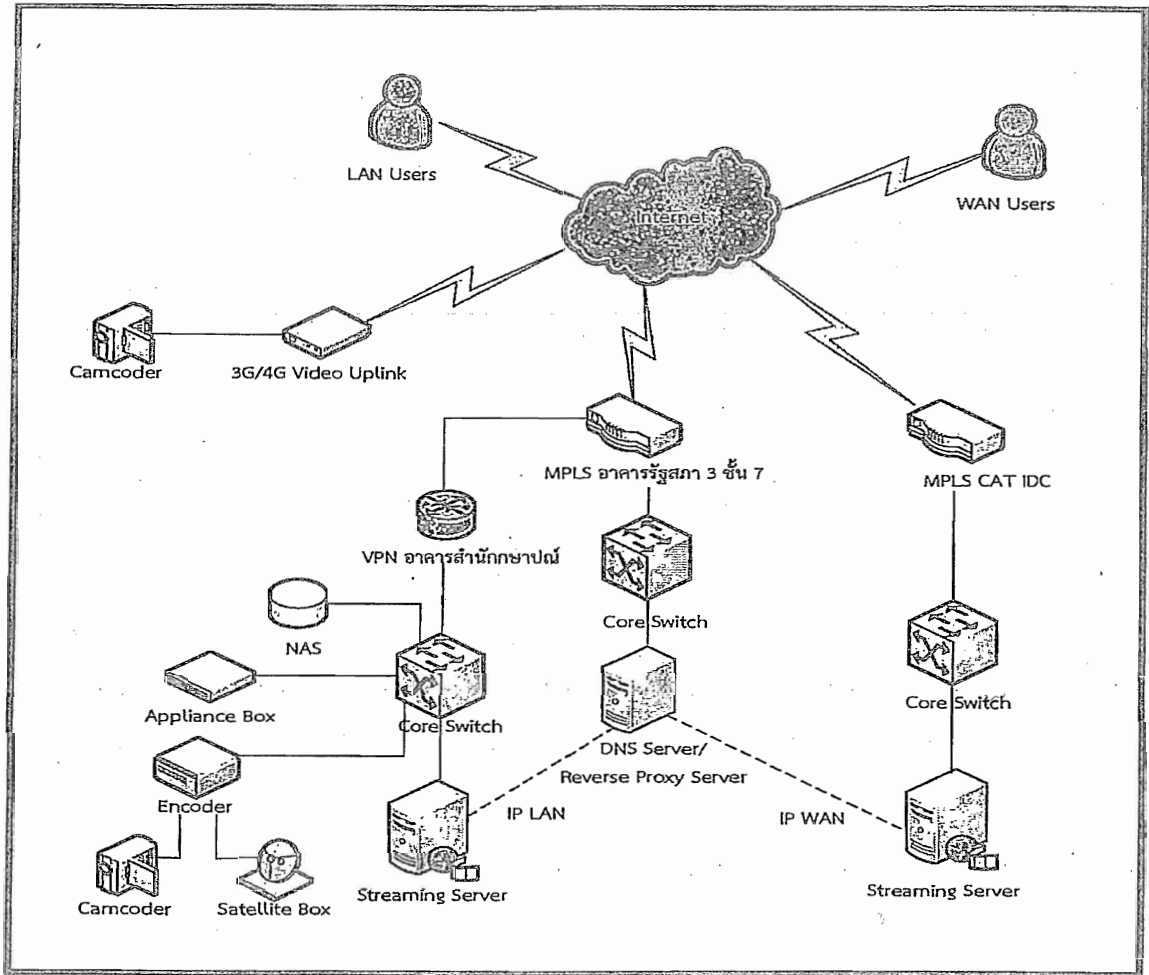 LAN Users
WAN Users
Internet
Camcoder
3G/4G Video Uplink
MPLS อาคารรัฐสภา 3 ชั้น 7
MPLS CAT IDC
VPN อาคารสำนักกษาปณ์
NAS
Core Switch
Core Switch
Appliance Box
Core Switch
DNS Server/
Reverse Proxy Server
Encoder
IP LAN
IP WAN
Camcoder
Satellite Box
Streaming Server
Streaming Server